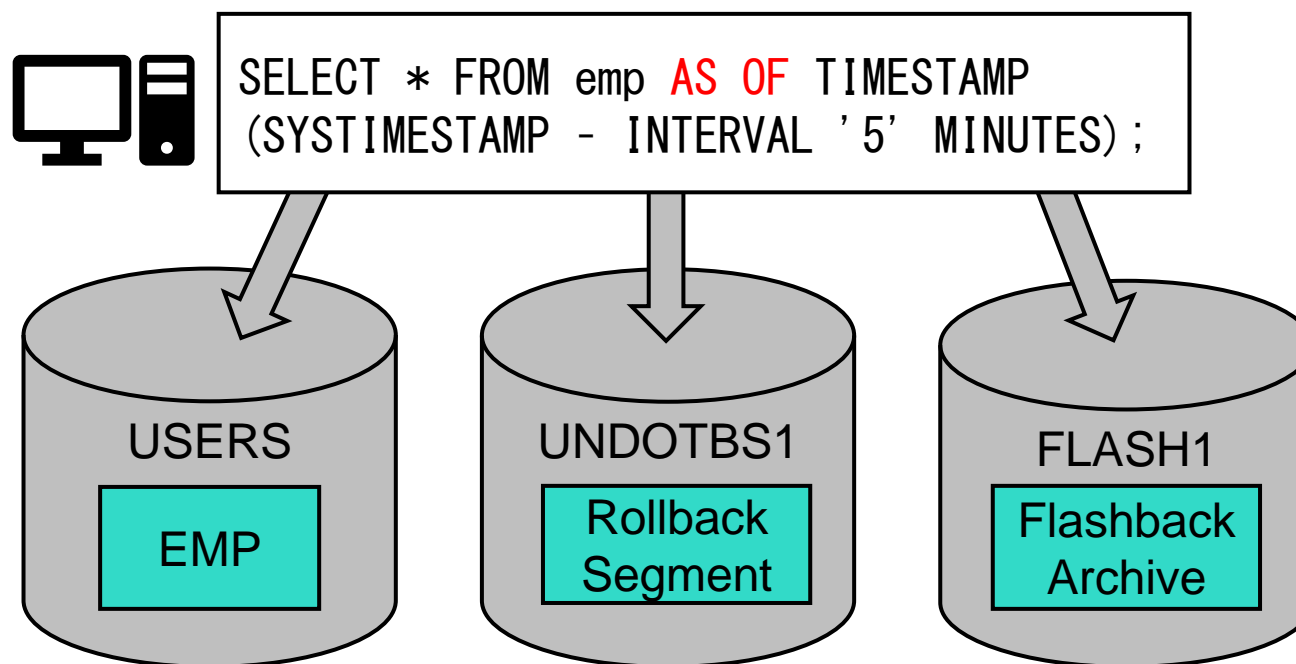 SELECT * FROM emp AS OF TIMESTAMP
(SYSTIMESTAMP - INTERVAL '5' MINUTES);
USERS
EMP
UNDOTBS1
Rollback
Segment
FLASH1
Flashback
Archive